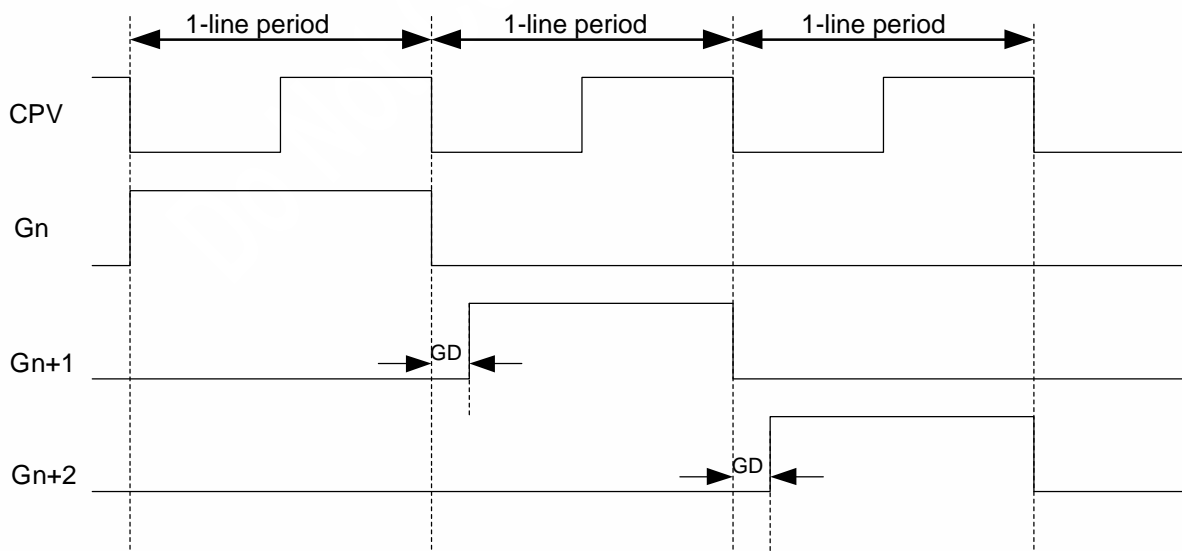 1-line period 1-line period 1-line period
CPV
Gn
Gn+1 GD
Gn+2 GD